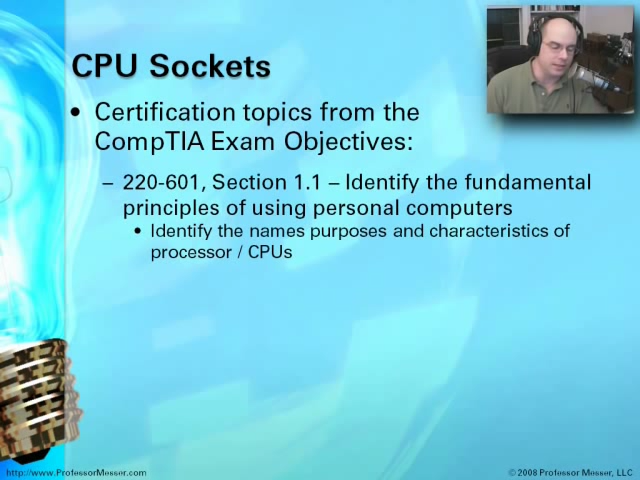 CPU Sockets
• Certification topics from the
CompTIA Exam Objectives:
– 220-601, Section 1.1 – Identify the fundamental
principles of using personal computers
• Identify the names purposes and characteristics of
processor / CPUs
http://www.ProfessorMesser.com
© 2008 Professor Messer, LLC